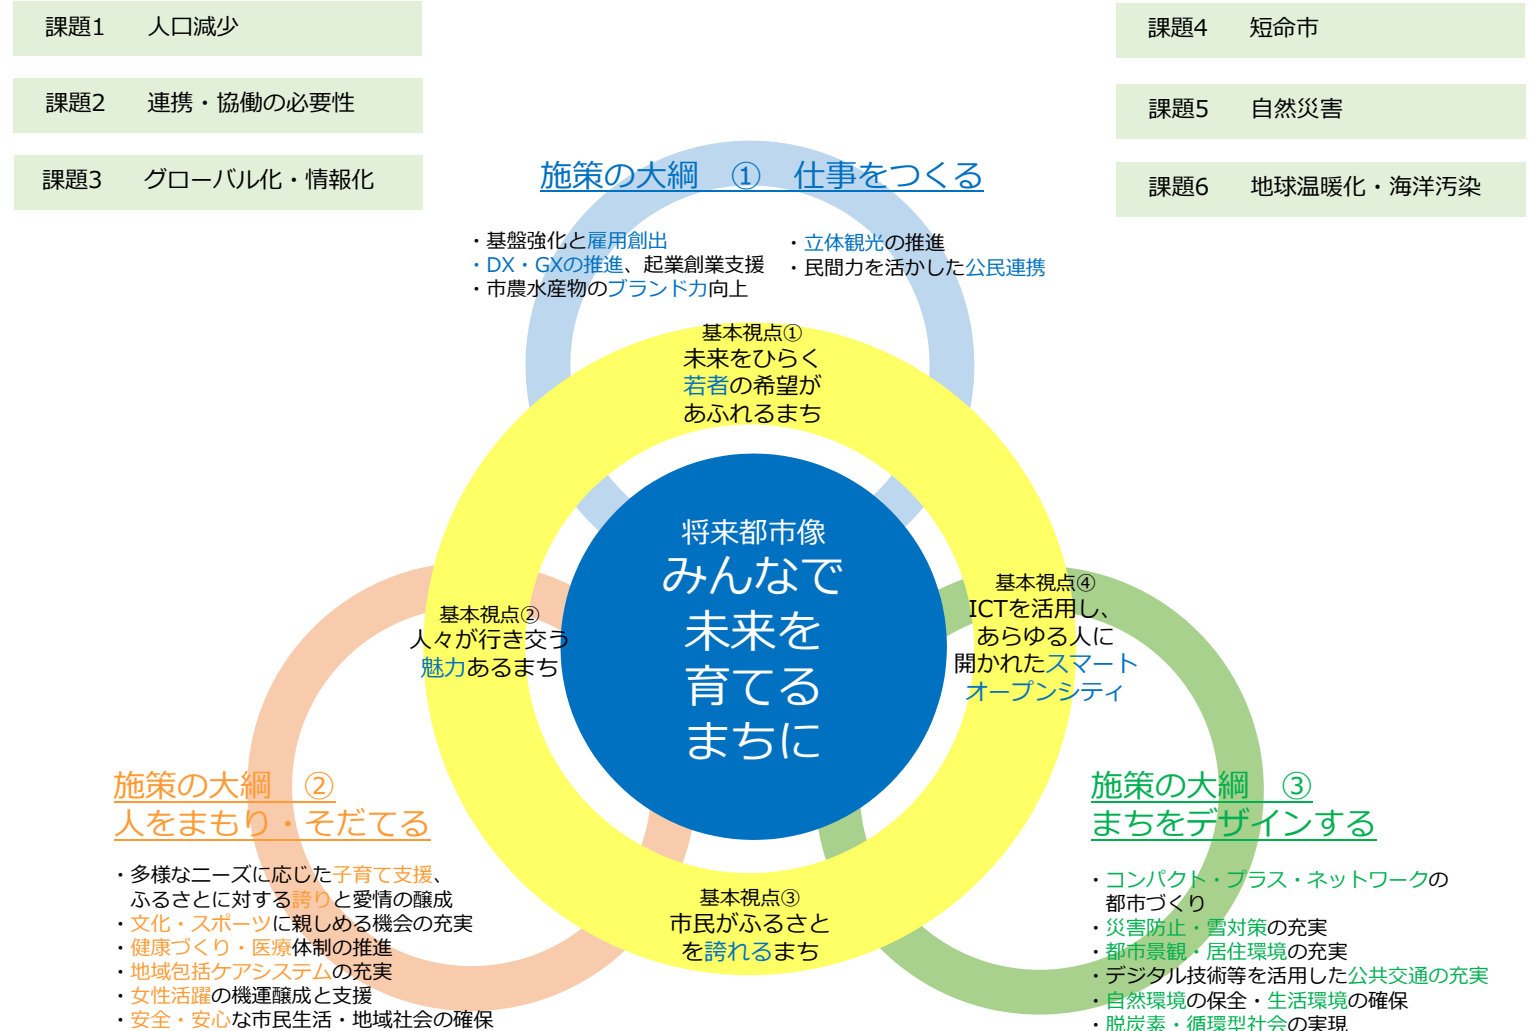 課題1　人口減少
課題2　連携・協働の必要性
課題3　グローバル化・情報化
課題4　短命市
課題5　自然災害
課題6　地球温暖化・海洋汚染
施策の大綱　①　仕事をつくる
・基盤強化と雇用創出
・DX・GXの推進、起業創業支援
・市農水産物のブランド力向上
・立体観光の推進
・民間力を活かした公民連携
基本視点①
未来をひらく
若者の希望が
あふれるまち
将来都市像
みんなで
未来を
育てる
まちに
基本視点②
人々が行き交う
魅力あるまち
基本視点④
ICTを活用し、
あらゆる人に
開かれたスマート
オープンシティ
基本視点③
市民がふるさと
を誇れるまち
施策の大綱　②
人をまもり・そだてる
・多様なニーズに応じた子育て支援、
ふるさとに対する誇りと愛情の醸成
・文化・スポーツに親しめる機会の充実
・健康づくり・医療体制の推進
・地域包括ケアシステムの充実
・女性活躍の機運醸成と支援
・安全・安心な市民生活・地域社会の確保
施策の大綱　③
まちをデザインする
・コンパクト・プラス・ネットワークの
都市づくり
・災害防止・雪対策の充実
・都市景観・居住環境の充実
・デジタル技術等を活用した公共交通の充実
・自然環境の保全・生活環境の確保
・脱炭素・循環型社会の実現